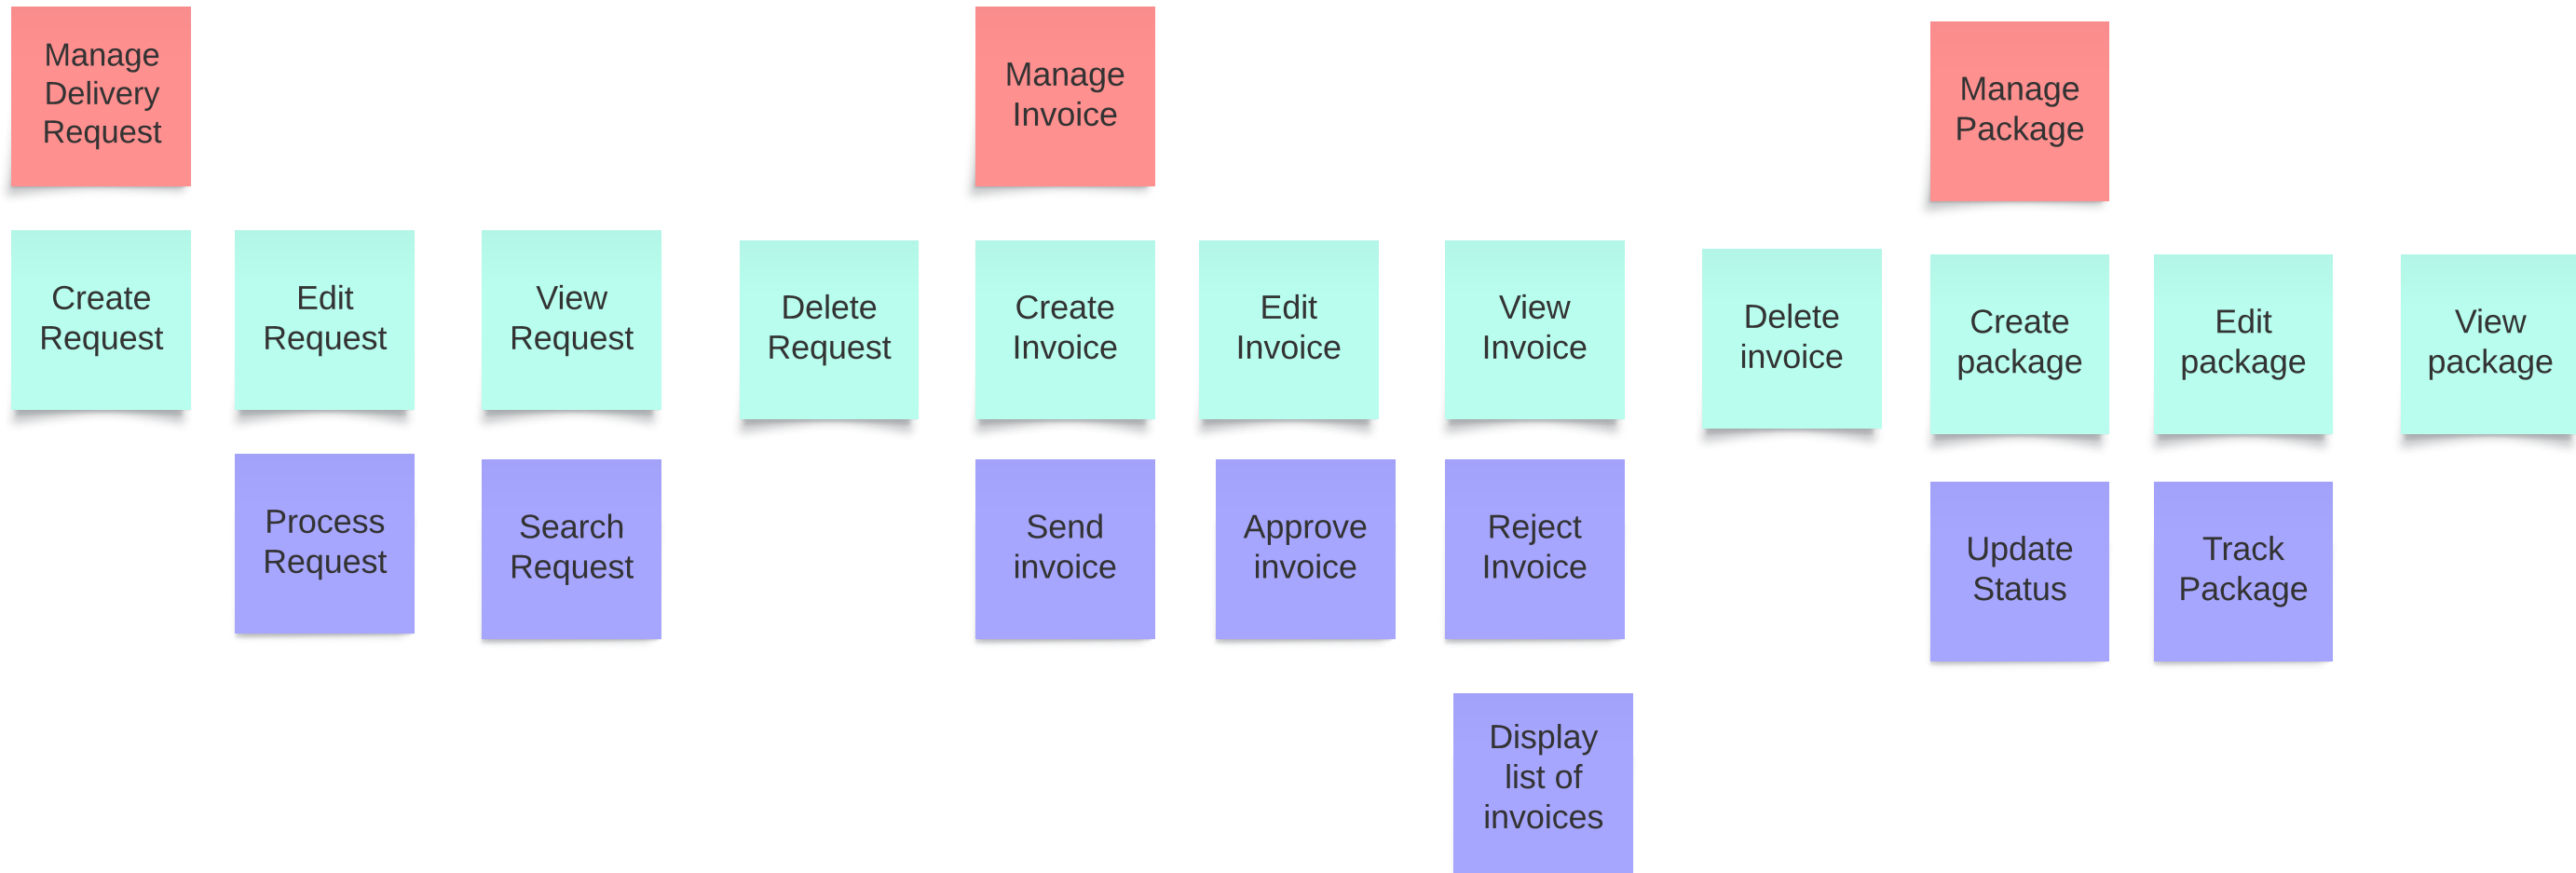 Manage
Delivery
Request
Manage
Invoice
Manage
Package
Create
Request
Edit
Request
View
Request
Delete
Request
Create
Invoice
Edit
Invoice
View
Invoice
Delete
invoice
Create
package
Edit
package
View
package
Process
Request
Search
Request
Send
invoice
Approve
invoice
Reject
Invoice
Update
Status
Track
Package
Display
list of
invoices